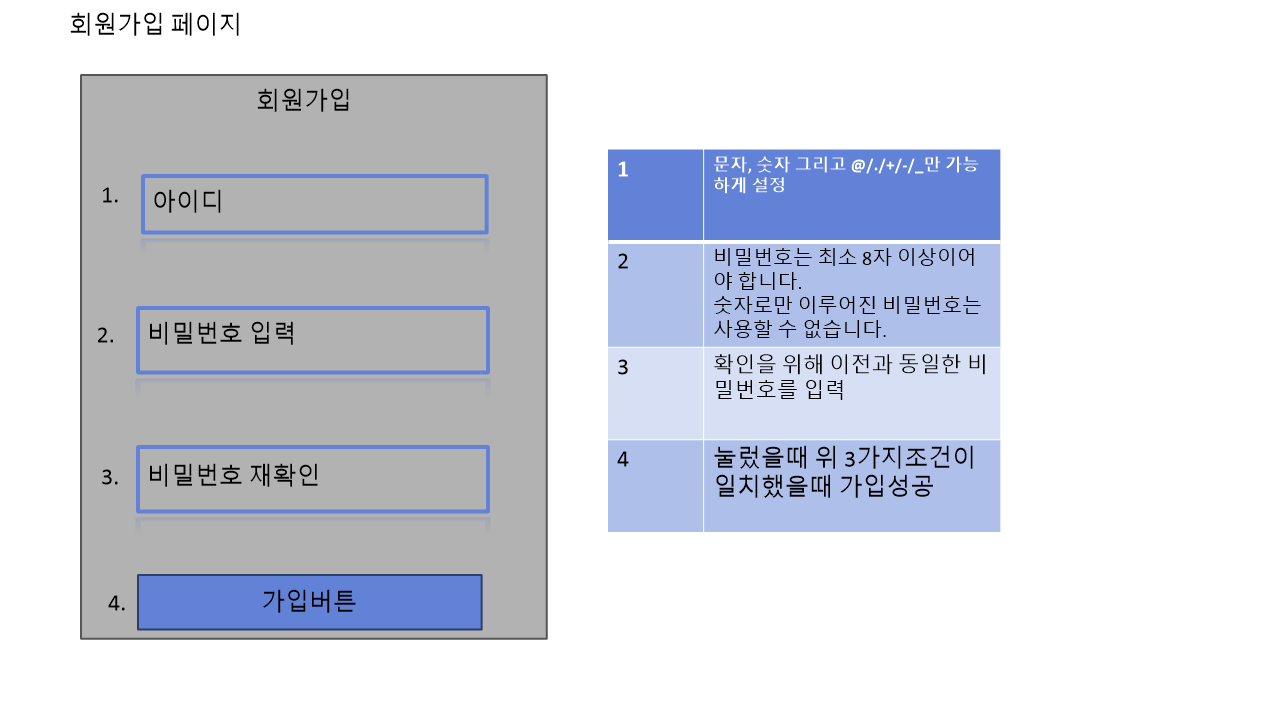 회원가입 페이지
회원가입
1.
아이디
2.
비밀번호 입력
3.
비밀번호 재확인
4.
가입버튼
1
문자, 숫자 그리고 @/./+/-/_만 가능
하게 설정
2
비밀번호는 최소 8자 이상이어
야 합니다.
숫자로만 이루어진 비밀번호는
사용할 수 없습니다.
3
확인을 위해 이전과 동일한 비
밀번호를 입력
4
눌렀을때 위 3가지조건이
일치했을때 가입성공